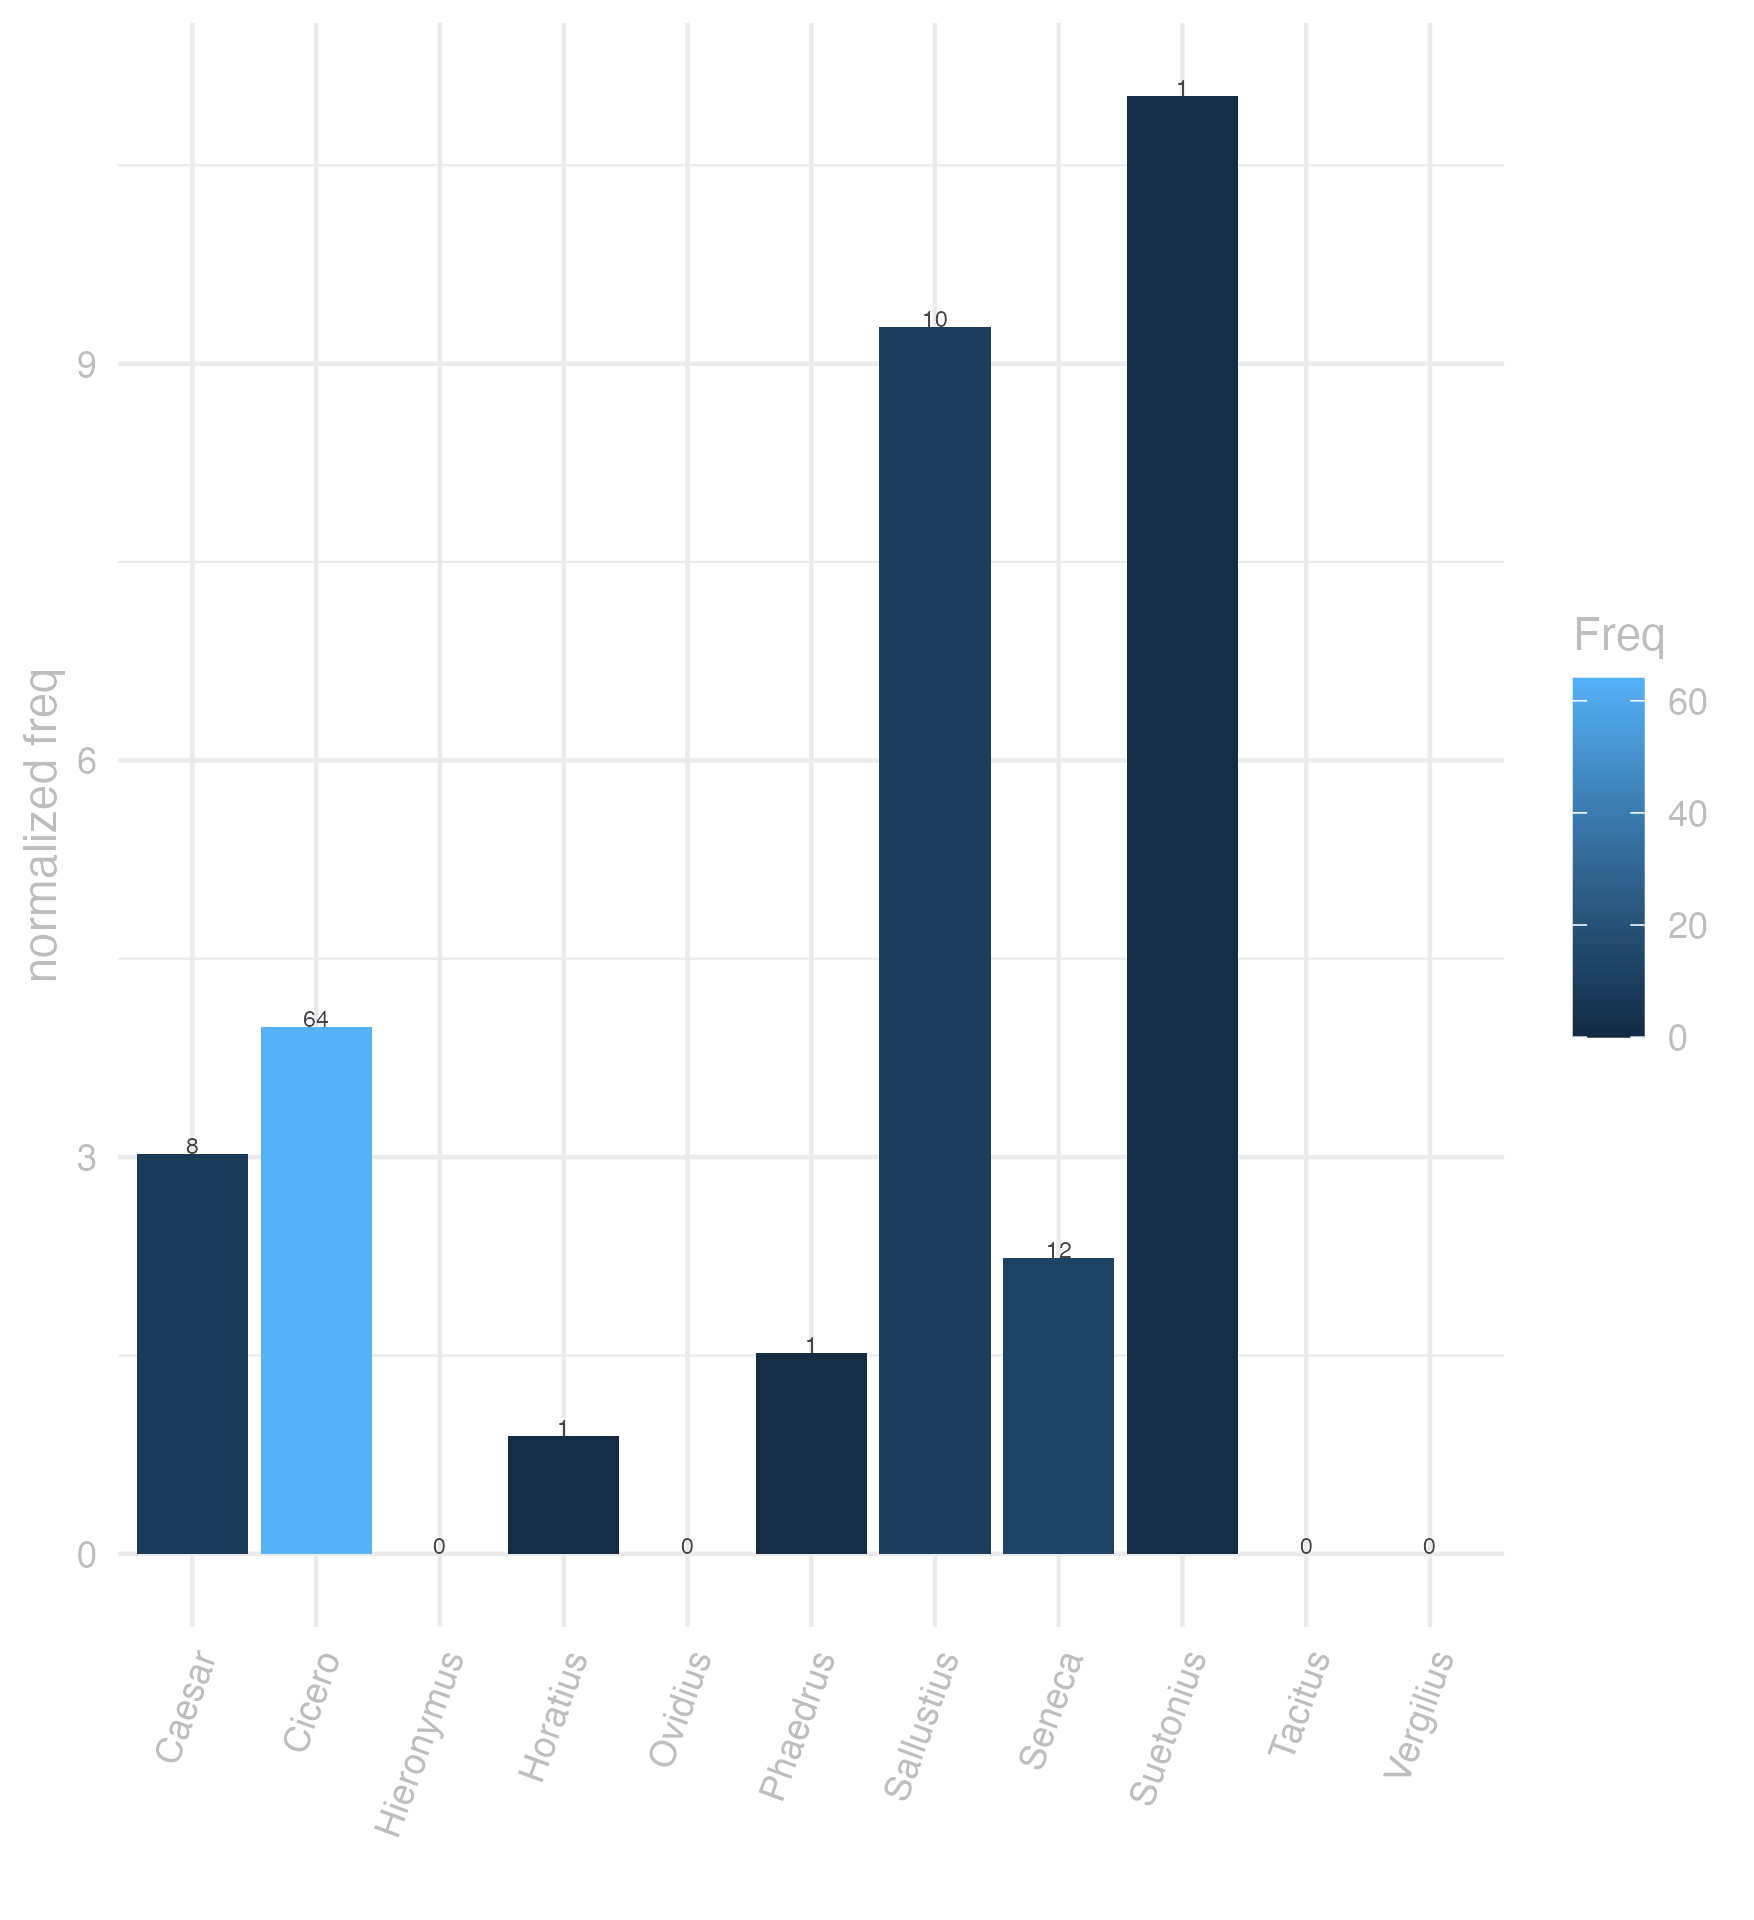 normalized freq
9
6
3
0
8
64
0
1
0
1
10
12
1
0
0
Caesar
Cicero
Hieronymus
Horatius
Ovidius
Phaedrus
Sallustius
Seneca
Suetonius
Tacitus
Vergilius
Freq
60
40
20
0